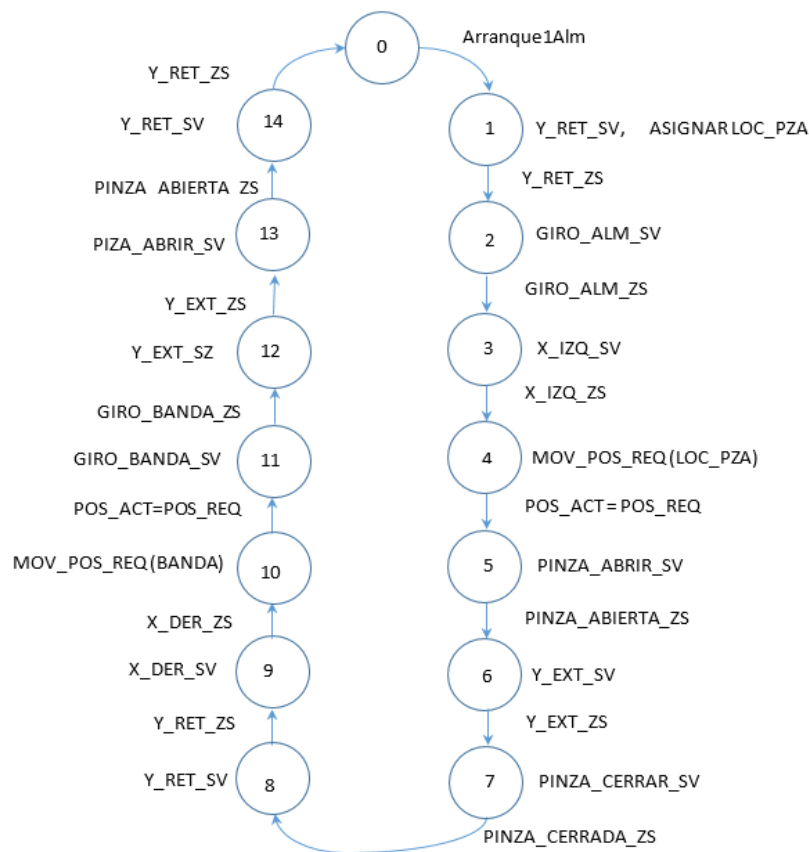 0
Arranque1Alm
Y_RET_ZS
Y_RET_SV
14
1
Y_RET_SV, ASIGNAR LOC_PZA
Y_RET_ZS
PINZA ABIERTA ZS
PIZA_ABRIR_SV
13
2
GIRO_ALM_SV
GIRO_ALM_ZS
Y_EXT_ZS
Y_EXT_SZ
12
3
X_IZQ_SV
X_IZQ_ZS
GIRO_BANDA_ZS
GIRO_BANDA_SV
11
4
MOV_POS_REQ (LOC_PZA)
POS_ACT=POS_REQ
POS_ACT = POS_REQ
MOV_POS_REQ (BANDA)
10
5
PINZA_ABRIR_SV
X_DER_ZS
PINZA_ABIERTA_ZS
X_DER_SV
9
6
Y_EXT_SV
Y_RET_ZS
Y_EXT_ZS
Y_RET_SV
8
7
PINZA_CERRAR_SV
PINZA_CERRADA_ZS